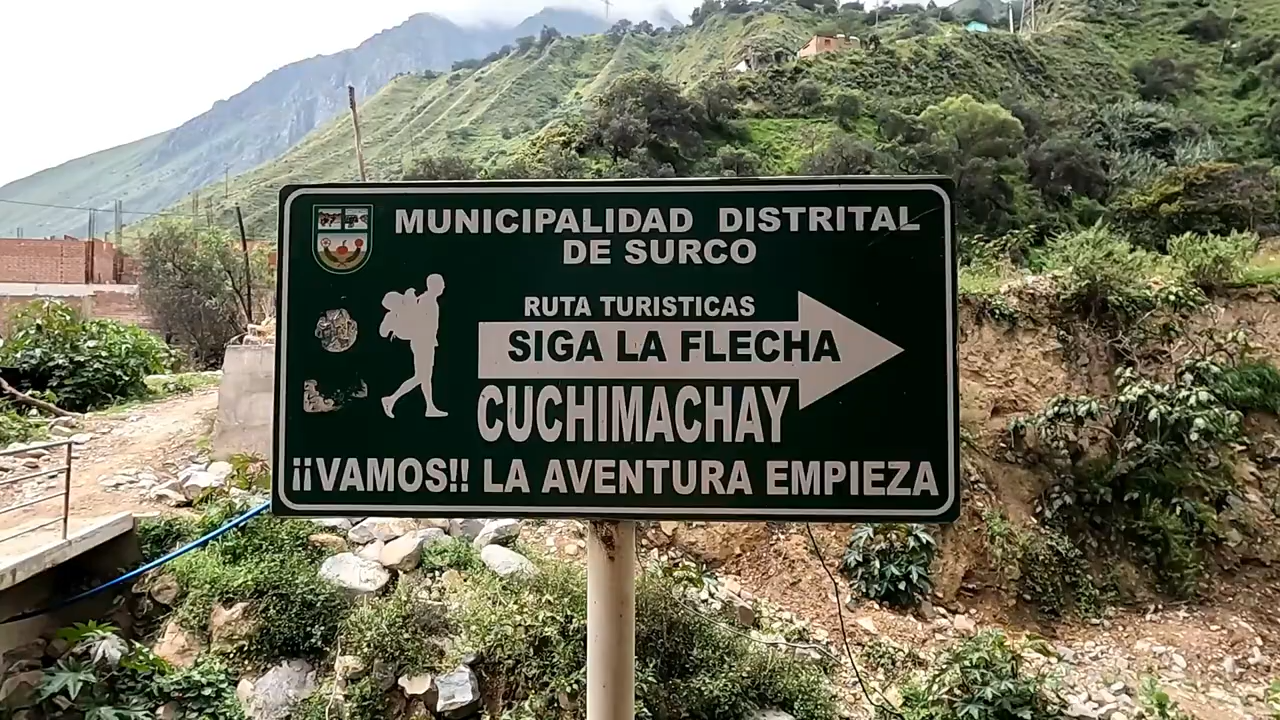 MUNICIPALIDAD DISTRITAL
DE SURCO
RUTA TURISTICAS
SIGA LA FLECHA
CUCHIMACHAY
¡¡VAMOS!! LA AVENTURA EMPIEZA